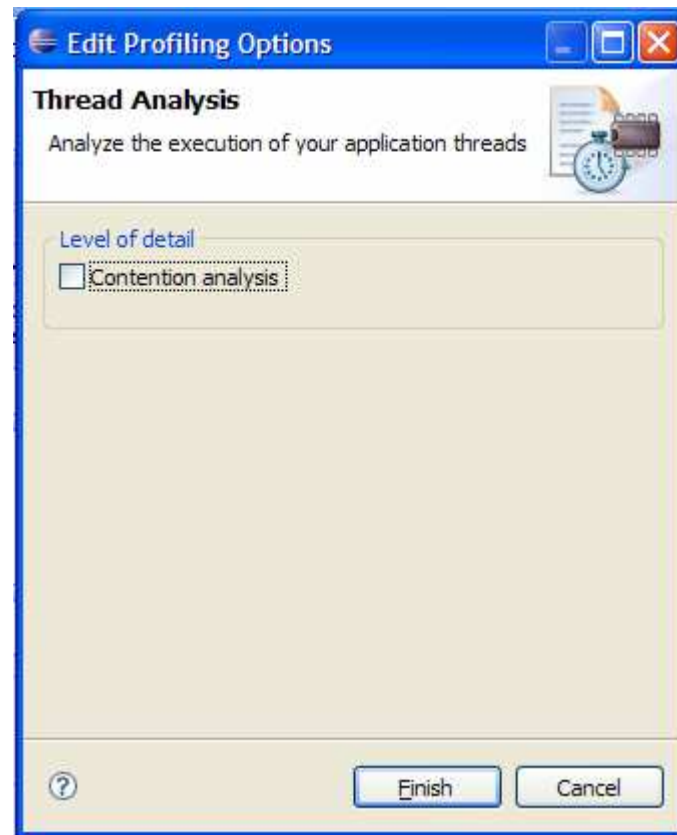 Edit Profiling Options
Thread Analysis
Analyze the execution of your application threads
Level of detail
Contention analysis
Finish
Cancel